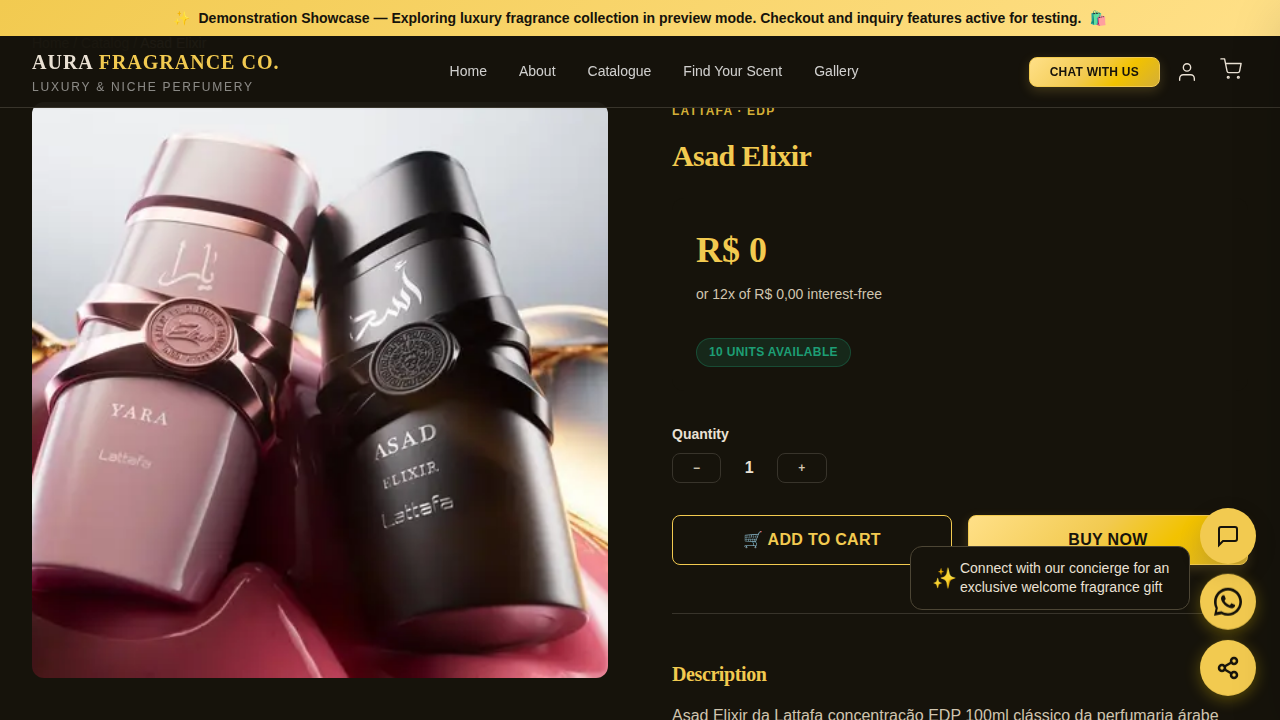 ✨ Demonstration Showcase — Exploring luxury fragrance collection in preview mode. Checkout and inquiry features active for testing. 🛍️
AURA FRAGRANCE CO.
LUXURY & NICHE PERFUMERY
Home
About
Catalogue
Find Your Scent
Gallery
CHAT WITH US
يارا
YARA
Lattafa
أسد
ASAD
ELIXIR
Lattafa
LATTAFA · EDP
Asad Elixir
R$ 0
or 12x of R$ 0,00 interest-free
10 UNITS AVAILABLE
Quantity
− 1 +
🛒 ADD TO CART
BUY NOW
✨ Connect with our concierge for an
exclusive welcome fragrance gift
Description
Asad Elixir da Lattafa concentração EDP 100ml clássico da perfumaria árabe